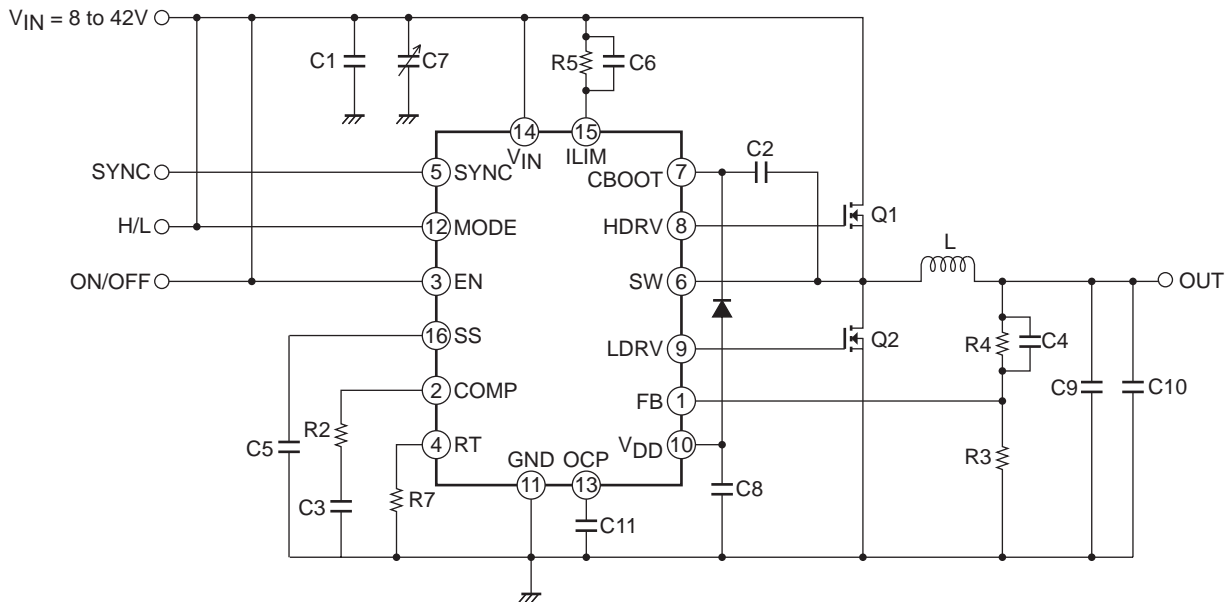 VIN = 8 to 42V
C1
C7
R5
C6
14
15
VIN
ILIM
SYNC
5
SYNC
CBOOT
7
C2
H/L
12
MODE
HDRV
8
Q1
L
ON/OFF
3
EN
SW
6
OUT
16
SS
LDRV
9
Q2
R4
C4
2
COMP
FB
1
C9
C10
C5
R2
4
RT
VDD
10
R3
GND
OCP
C3
R7
11
13
C8
C11